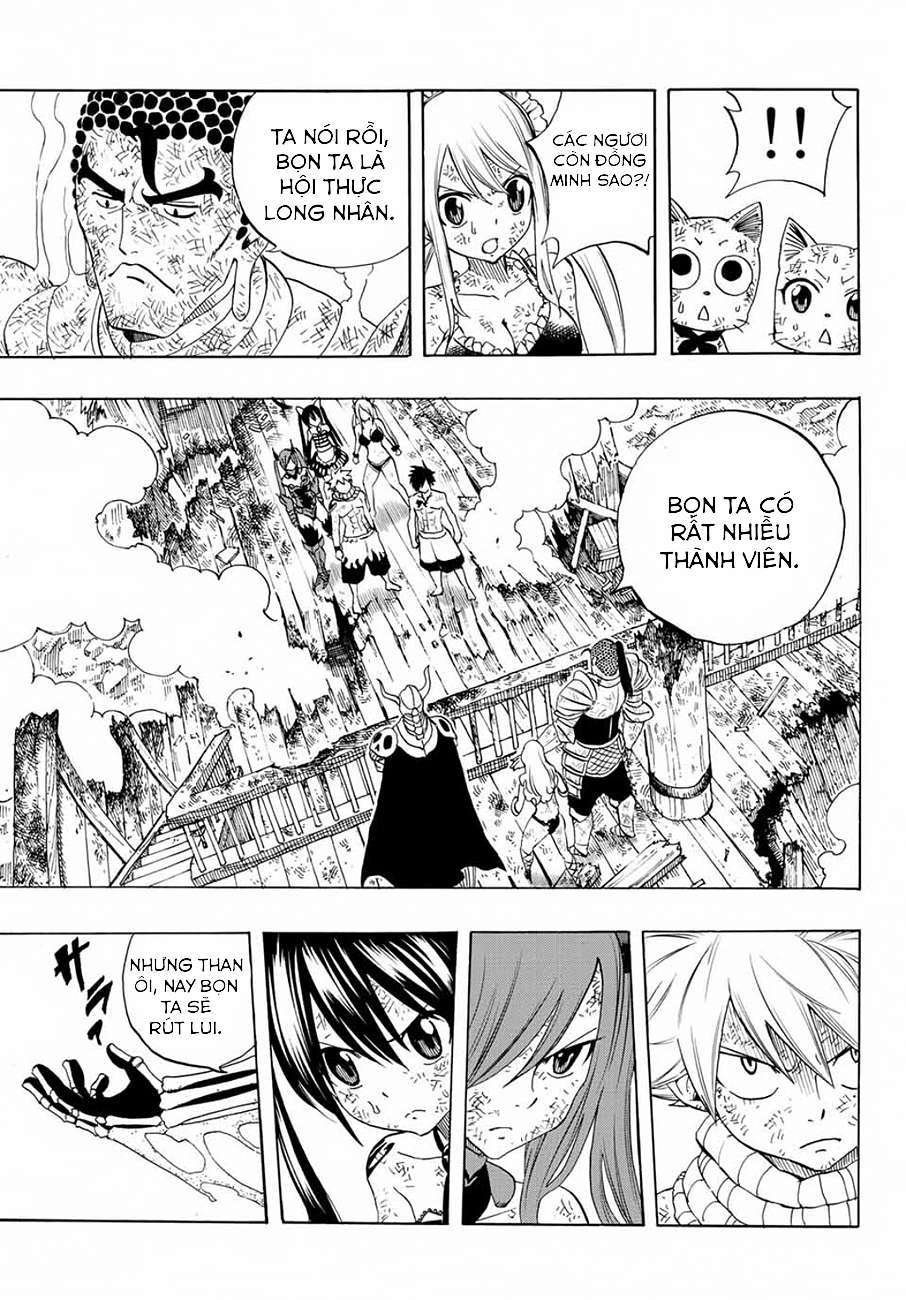 !!
CÁC NGƯƠI
CÒN ĐỒNG
MINH SAO?!
TA NÓI RỒI,
BỌN TA LÀ
HỘI THỰC
LONG NHÂN.
BỌN TA CÓ
RẤT NHIỀU
THÀNH VIÊN.
NHƯNG THAN
ÔI, NAY BỌN
TA SẼ
RÚT LUI.